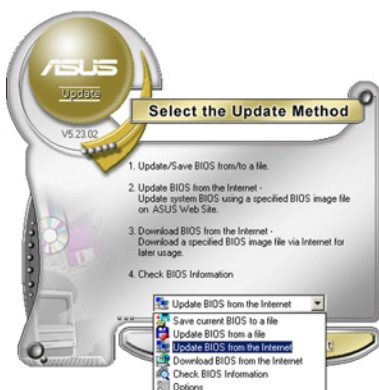 ASUS
Update
V5.23.02
Select the Update Method
1. Update/Save BIOS from/to a file.
2. Update BIOS from the Internet -
Update system BIOS using a specified BIOS image file
on ASUS Web Site.
3. Download BIOS from the Internet -
Download a specified BIOS image file via Internet for
later usage.
4. Check BIOS Information
Update BIOS from the Internet
Save current BIOS to a file
Update BIOS from a file
Update BIOS from the Internet
Download BIOS from the Internet
Check BIOS Information
Options